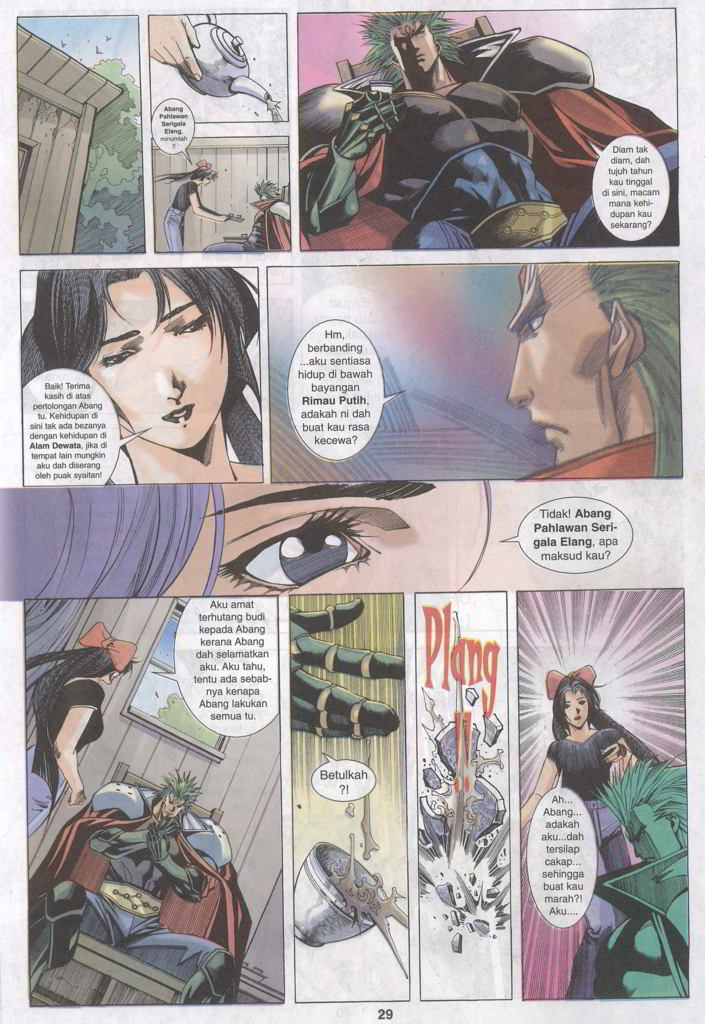 Abang
Pahlawan
Serigala
Elang,
minumlah
!!
Diam tak
diam, dah
tujuh tahun
kau tinggal
di sini, macam
mana kehi-
dupan kau
sekarang?
Baik! Terima
kasih di atas
pertolongan Abang
tu. Kehidupan di
sini tak ada bezanya
dengan kehidupan di
Alam Dewata, jika di
tempat lain mungkin
aku dah diserang
oleh puak syaitan!
Hm,
berbanding
...aku sentiasa
hidup di bawah
bayangan
Rimau Putih,
adakah ni dah
buat kau rasa
kecewa?
Tidak! Abang
Pahlawan Seri-
gala Elang, apa
maksud kau?
Aku amat
terhutang budi
kepada Abang
kerana Abang
dah selamatkan
aku. Aku tahu,
tentu ada sebab-
nya kenapa
Abang lakukan
semua tu.
Betulkah
?!
Plang
!!
Ah...
Abang...
adakah
aku...dah
tersilap
cakap...
sehingga
buat kau
marah?!
Aku....
29